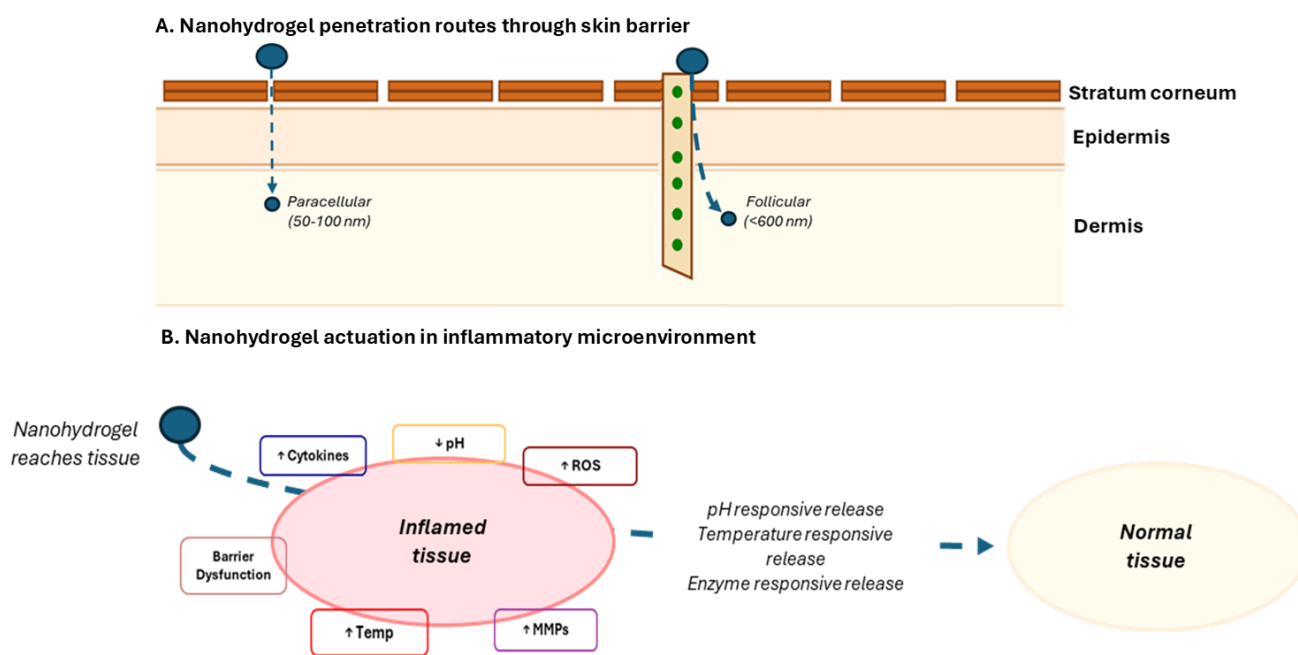 A. Nanohydrogel penetration routes through skin barrier
Stratum corneum
Epidermis
Paracellular
(50-100 nm)
Follicular
(<600 nm)
Dermis
B. Nanohydrogel actuation in inflammatory microenvironment
Nanohydrogel
reaches tissue
↑ Cytokines
↓ pH
↑ ROS
Inflamed
tissue
Barrier
Dysfunction
↑ Temp
↑ MMPs
pH responsive release
Temperature responsive
release
Enzyme responsive release
Normal
tissue